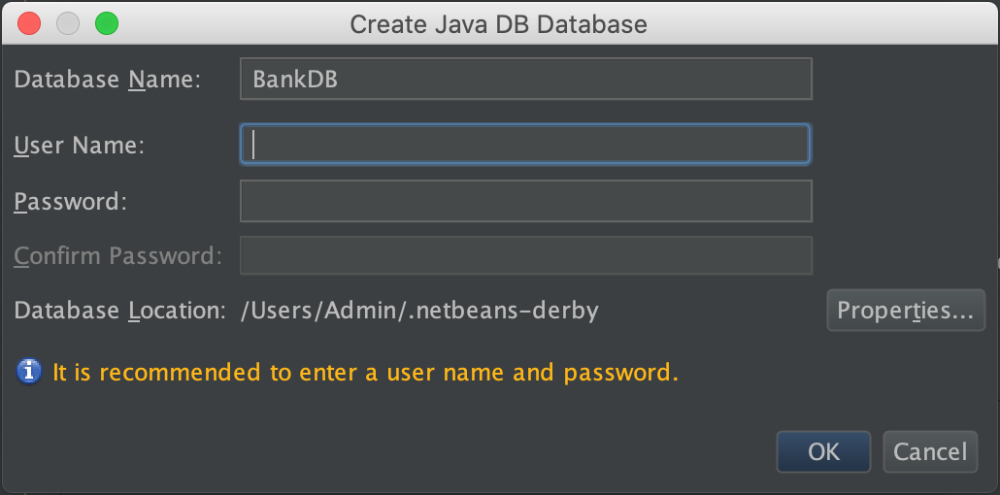 Create Java DB Database
Database Name: BankDB
User Name:
Password:
Confirm Password:
Database Location: /Users/Admin/.netbeans-derby Properties...
It is recommended to enter a user name and password.
OK Cancel